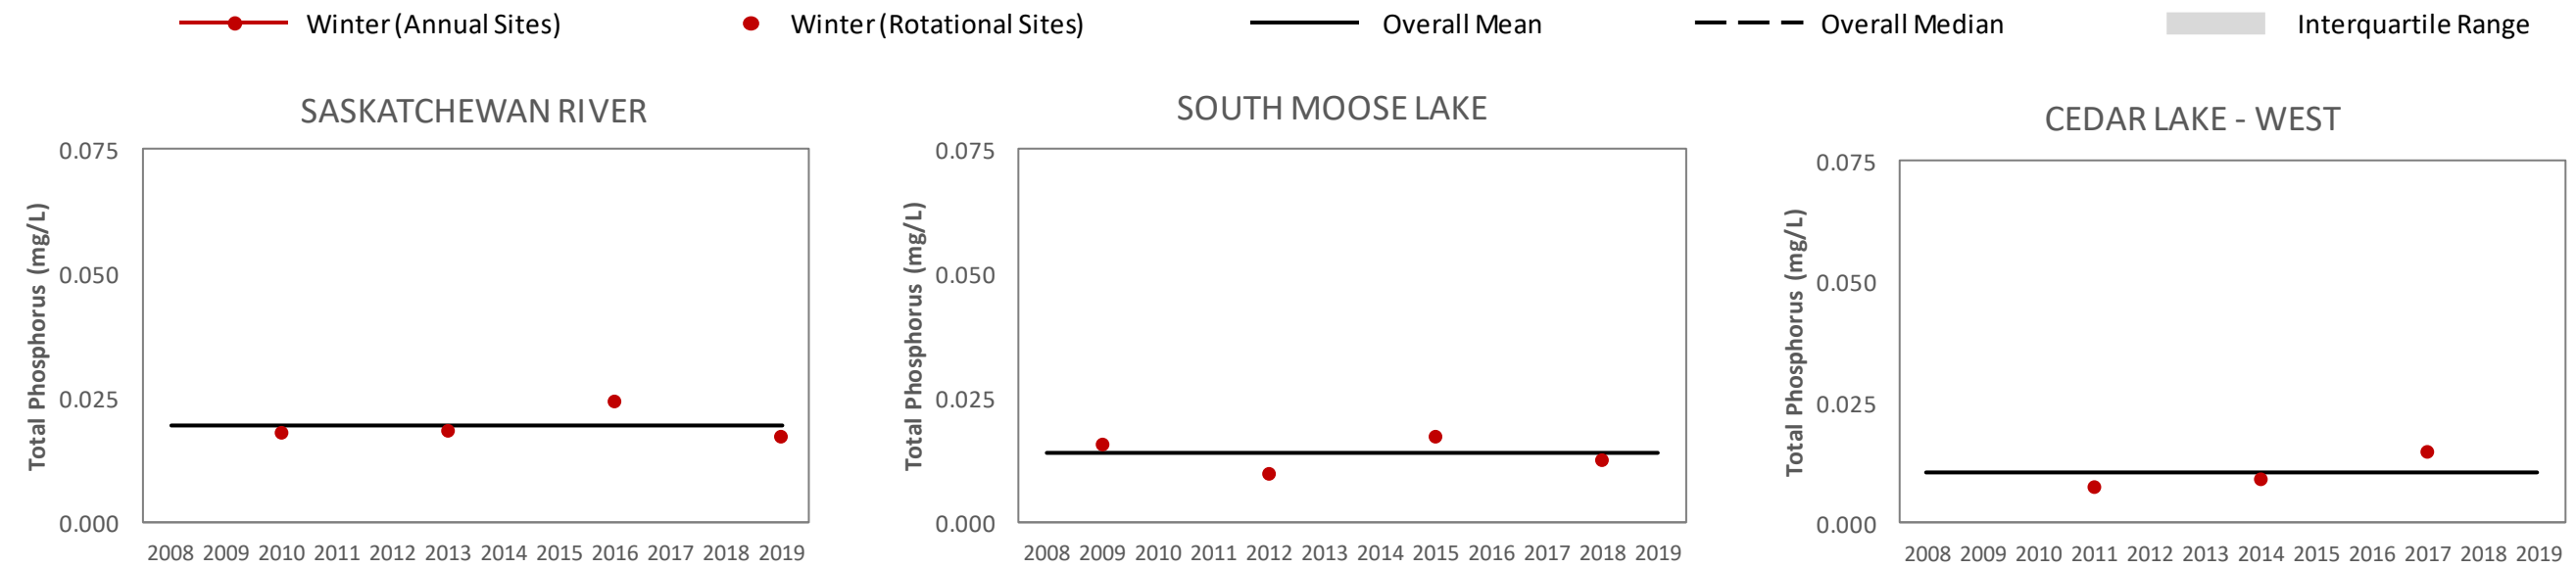 Winter (Annual Sites) Winter (Rotational Sites) Overall Mean Overall Median Interquartile Range
SASKATCHEWAN RIVER
Total Phosphorus (mg/L)
0.075
0.050
0.025
0.000
2008 2009 2010 2011 2012 2013 2014 2015 2016 2017 2018 2019
SOUTH MOOSE LAKE
Total Phosphorus (mg/L)
0.075
0.050
0.025
0.000
2008 2009 2010 2011 2012 2013 2014 2015 2016 2017 2018 2019
CEDAR LAKE - WEST
Total Phosphorus (mg/L)
0.075
0.050
0.025
0.000
2008 2009 2010 2011 2012 2013 2014 2015 2016 2017 2018 2019